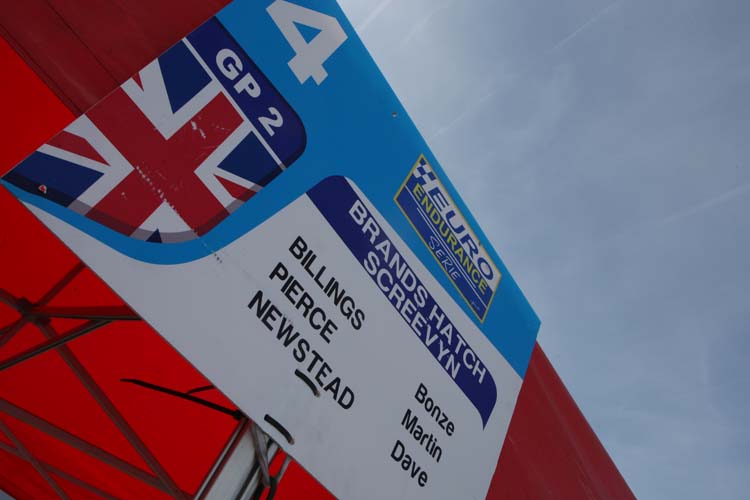 4
GP 2
EURO
ENDURANCE
SERIE
BRANDS HATCH
SCREEVYN
BILLINGS Bonze
PIERCE Martin
NEWSTEAD Dave